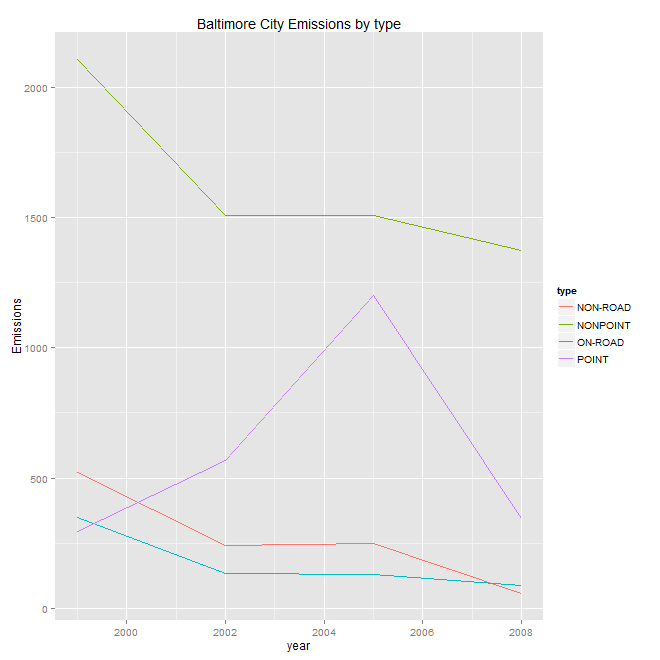 Baltimore City Emissions by type
Emissions
2000
1500
1000
500
0
2000
2002
2004
2006
2008
year
type
NON-ROAD
NONPOINT
ON-ROAD
POINT